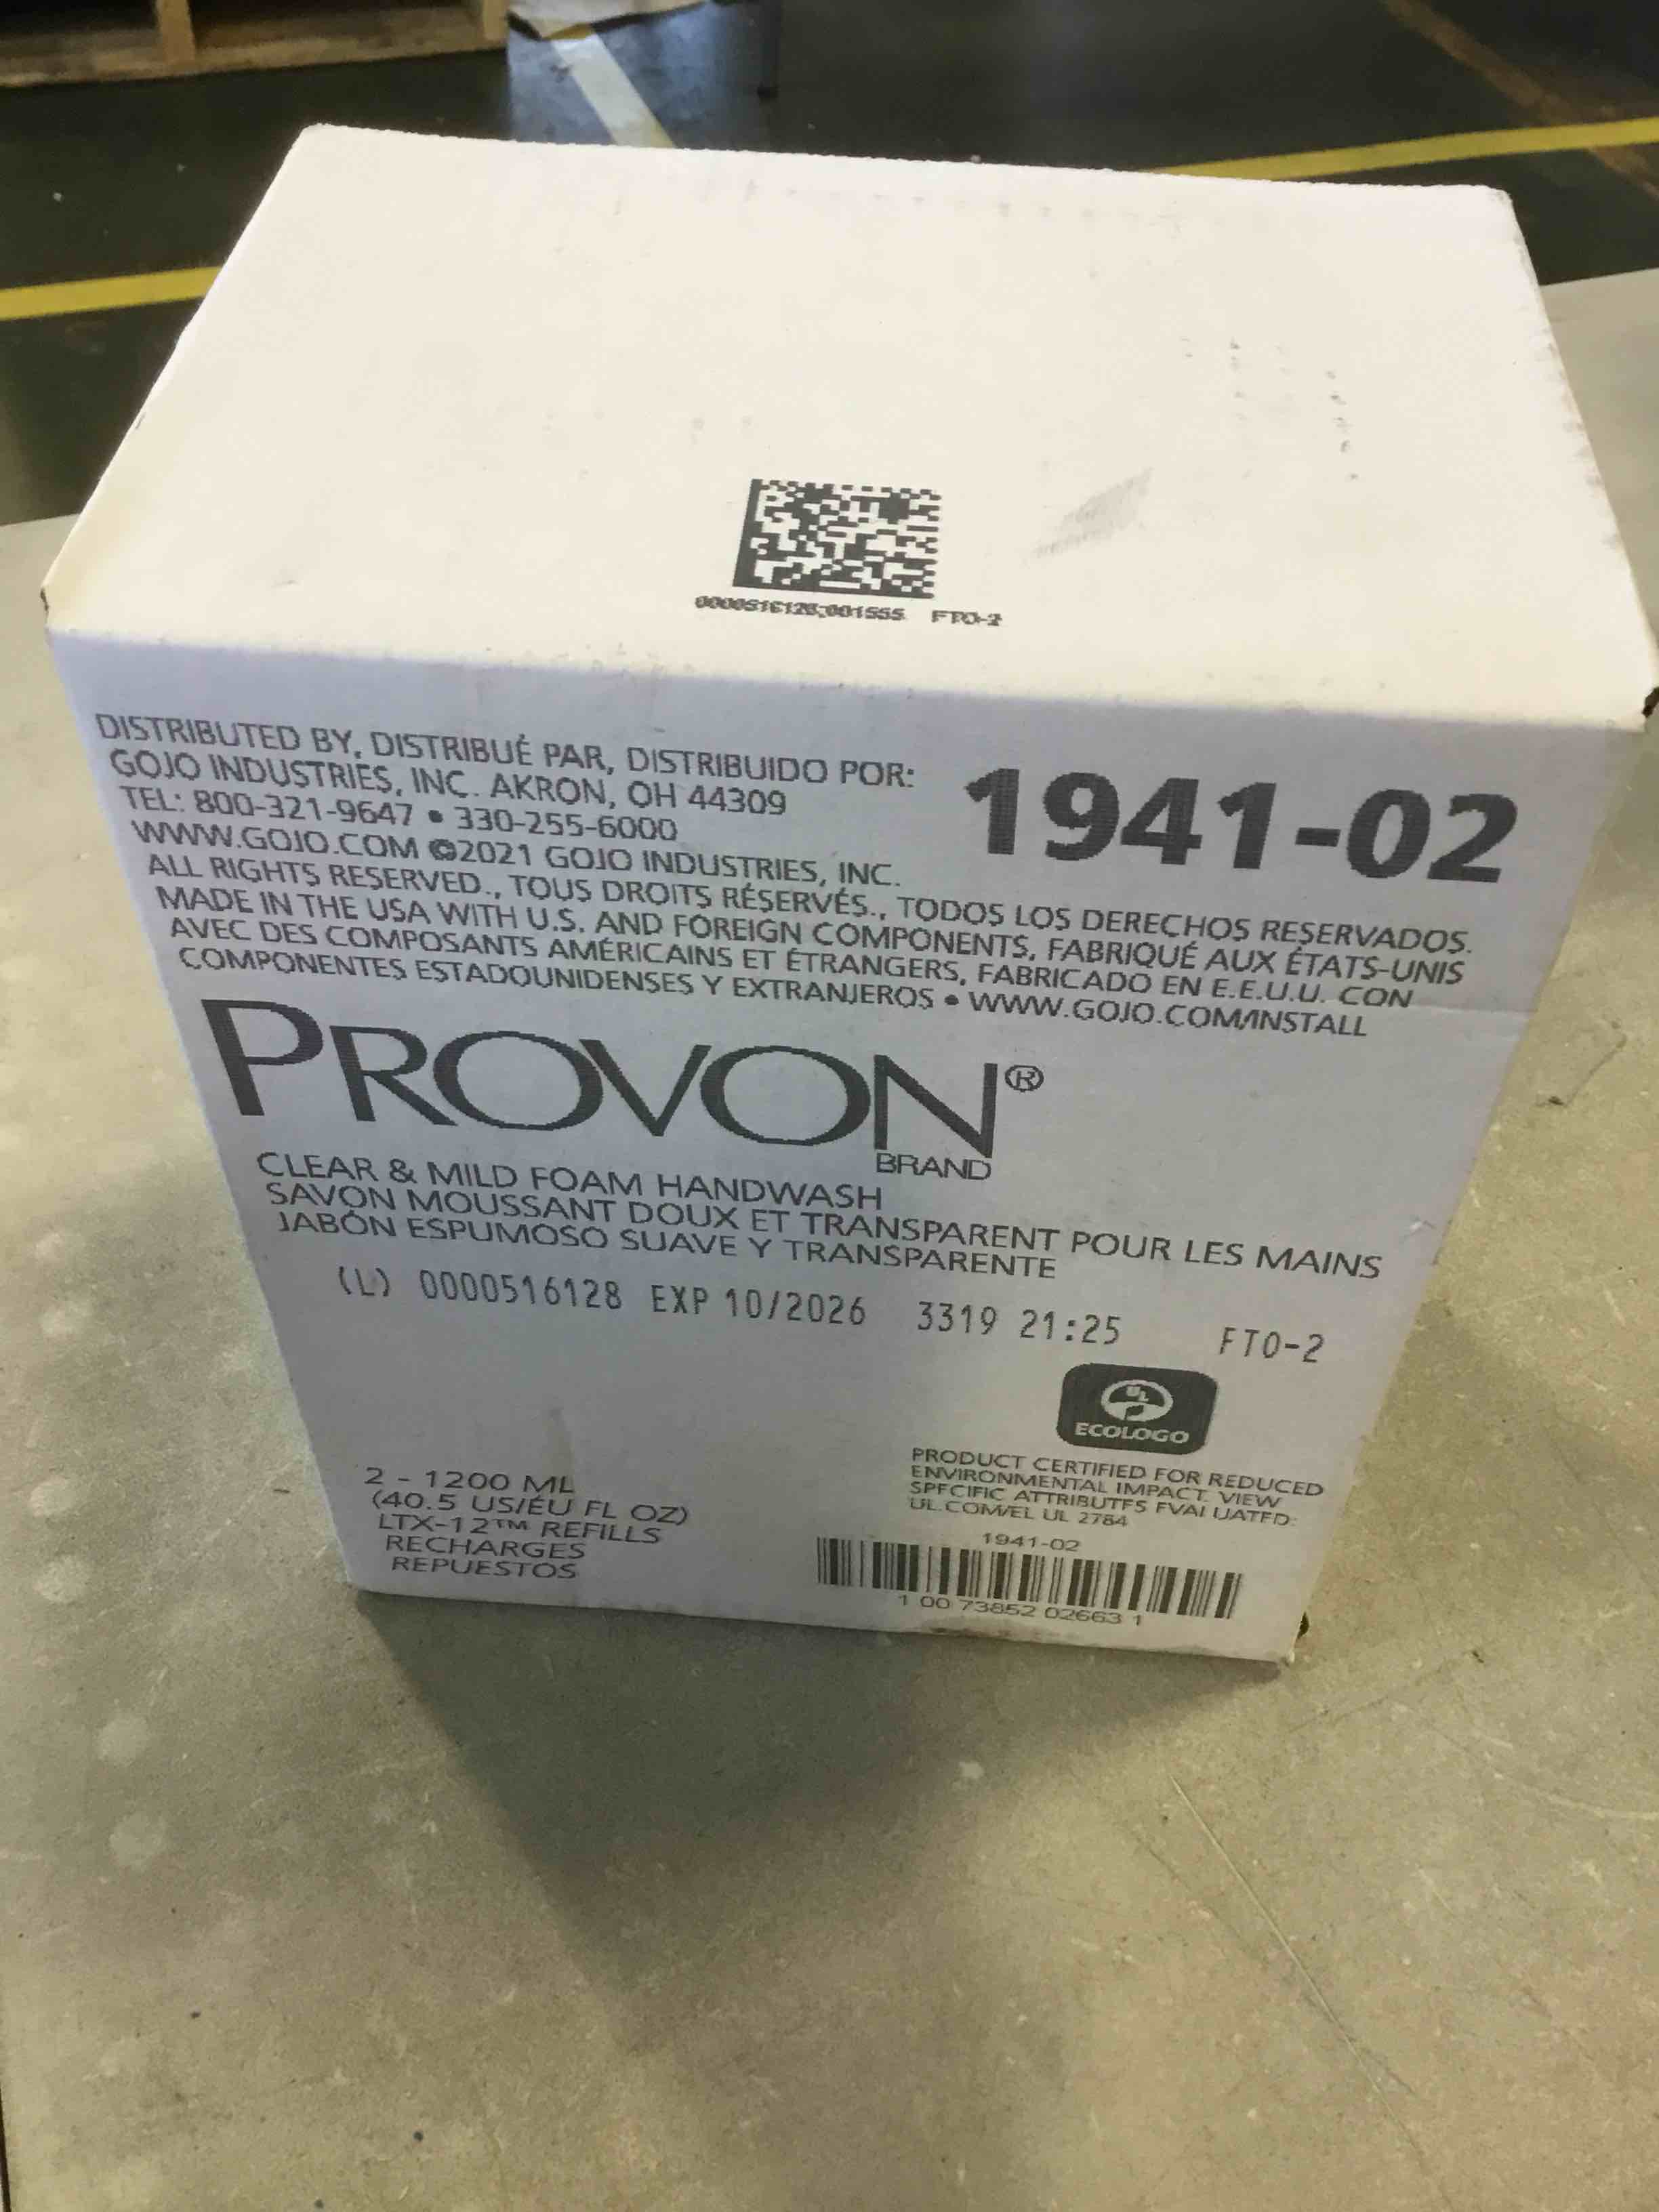 0000516128;001555 FTO-2
DISTRIBUTED BY, DISTRIBUÉ PAR, DISTRIBUIDO POR:
GOJO INDUSTRIES, INC. AKRON, OH 44309
TEL: 800-321-9647 • 330-255-6000
1941-02
WWW.GOJO.COM ©2021 GOJO INDUSTRIES, INC.
ALL RIGHTS RESERVED., TOUS DROITS RÉSERVÉS., TODOS LOS DERECHOS RESERVADOS.
MADE IN THE USA WITH U.S. AND FOREIGN COMPONENTS, FABRIQUÉ AUX ÉTATS-UNIS
AVEC DES COMPOSANTS AMÉRICAINS ET ÉTRANGERS, FABRICADO EN E.E.U.U. CON
COMPONENTES ESTADOUNIDENSES Y EXTRANJEROS • WWW.GOJO.COM/INSTALL
PROVON®
BRAND
CLEAR & MILD FOAM HANDWASH
SAVON MOUSSANT DOUX ET TRANSPARENT POUR LES MAINS
JABÓN ESPUMOSO SUAVE Y TRANSPARENTE
(L) 0000516128 EXP 10/2026 3319 21:25 FTO-2
UL
ECOLOGO
PRODUCT CERTIFIED FOR REDUCED
ENVIRONMENTAL IMPACT. VIEW
SPECIFIC ATTRIBUTES EVALUATED:
UL.COM/EL UL 2784
2 - 1200 ML
(40.5 US/ÉU FL OZ)
LTX-12™ REFILLS
RECHARGES
REPUESTOS
1941-02
1 00 73852 02663 1